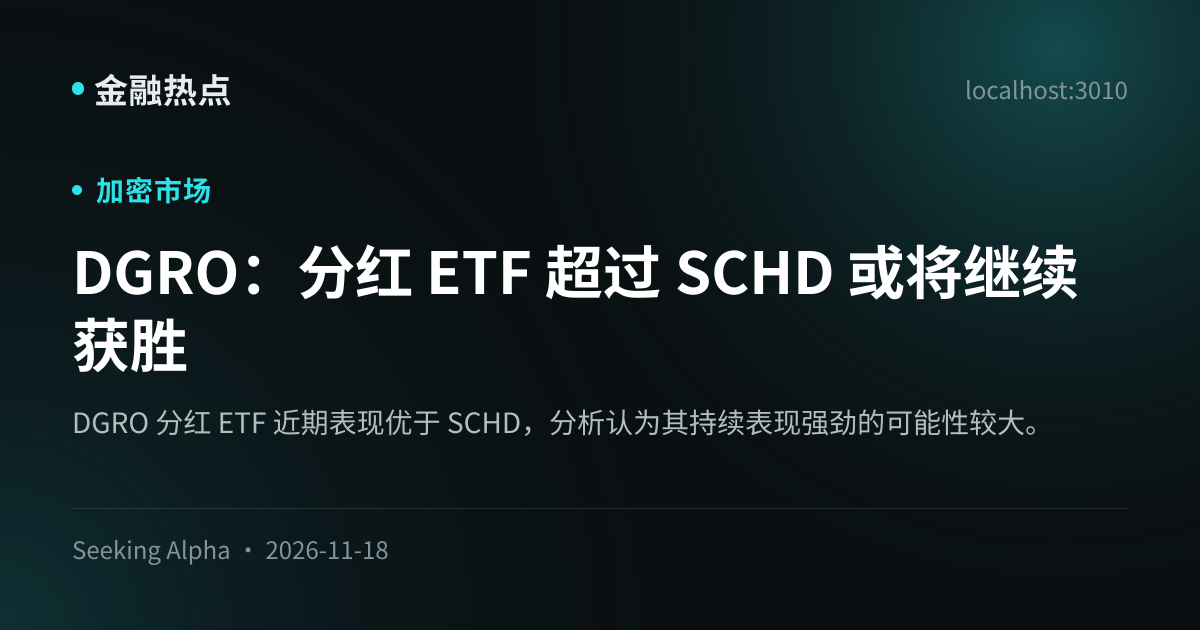 金融热点
localhost:3010
加密市场
DGRO：分红 ETF 超过 SCHD 或将继续
获胜
DGRO 分红 ETF 近期表现优于 SCHD，分析认为其持续表现强劲的可能性较大。
Seeking Alpha · 2026-11-18